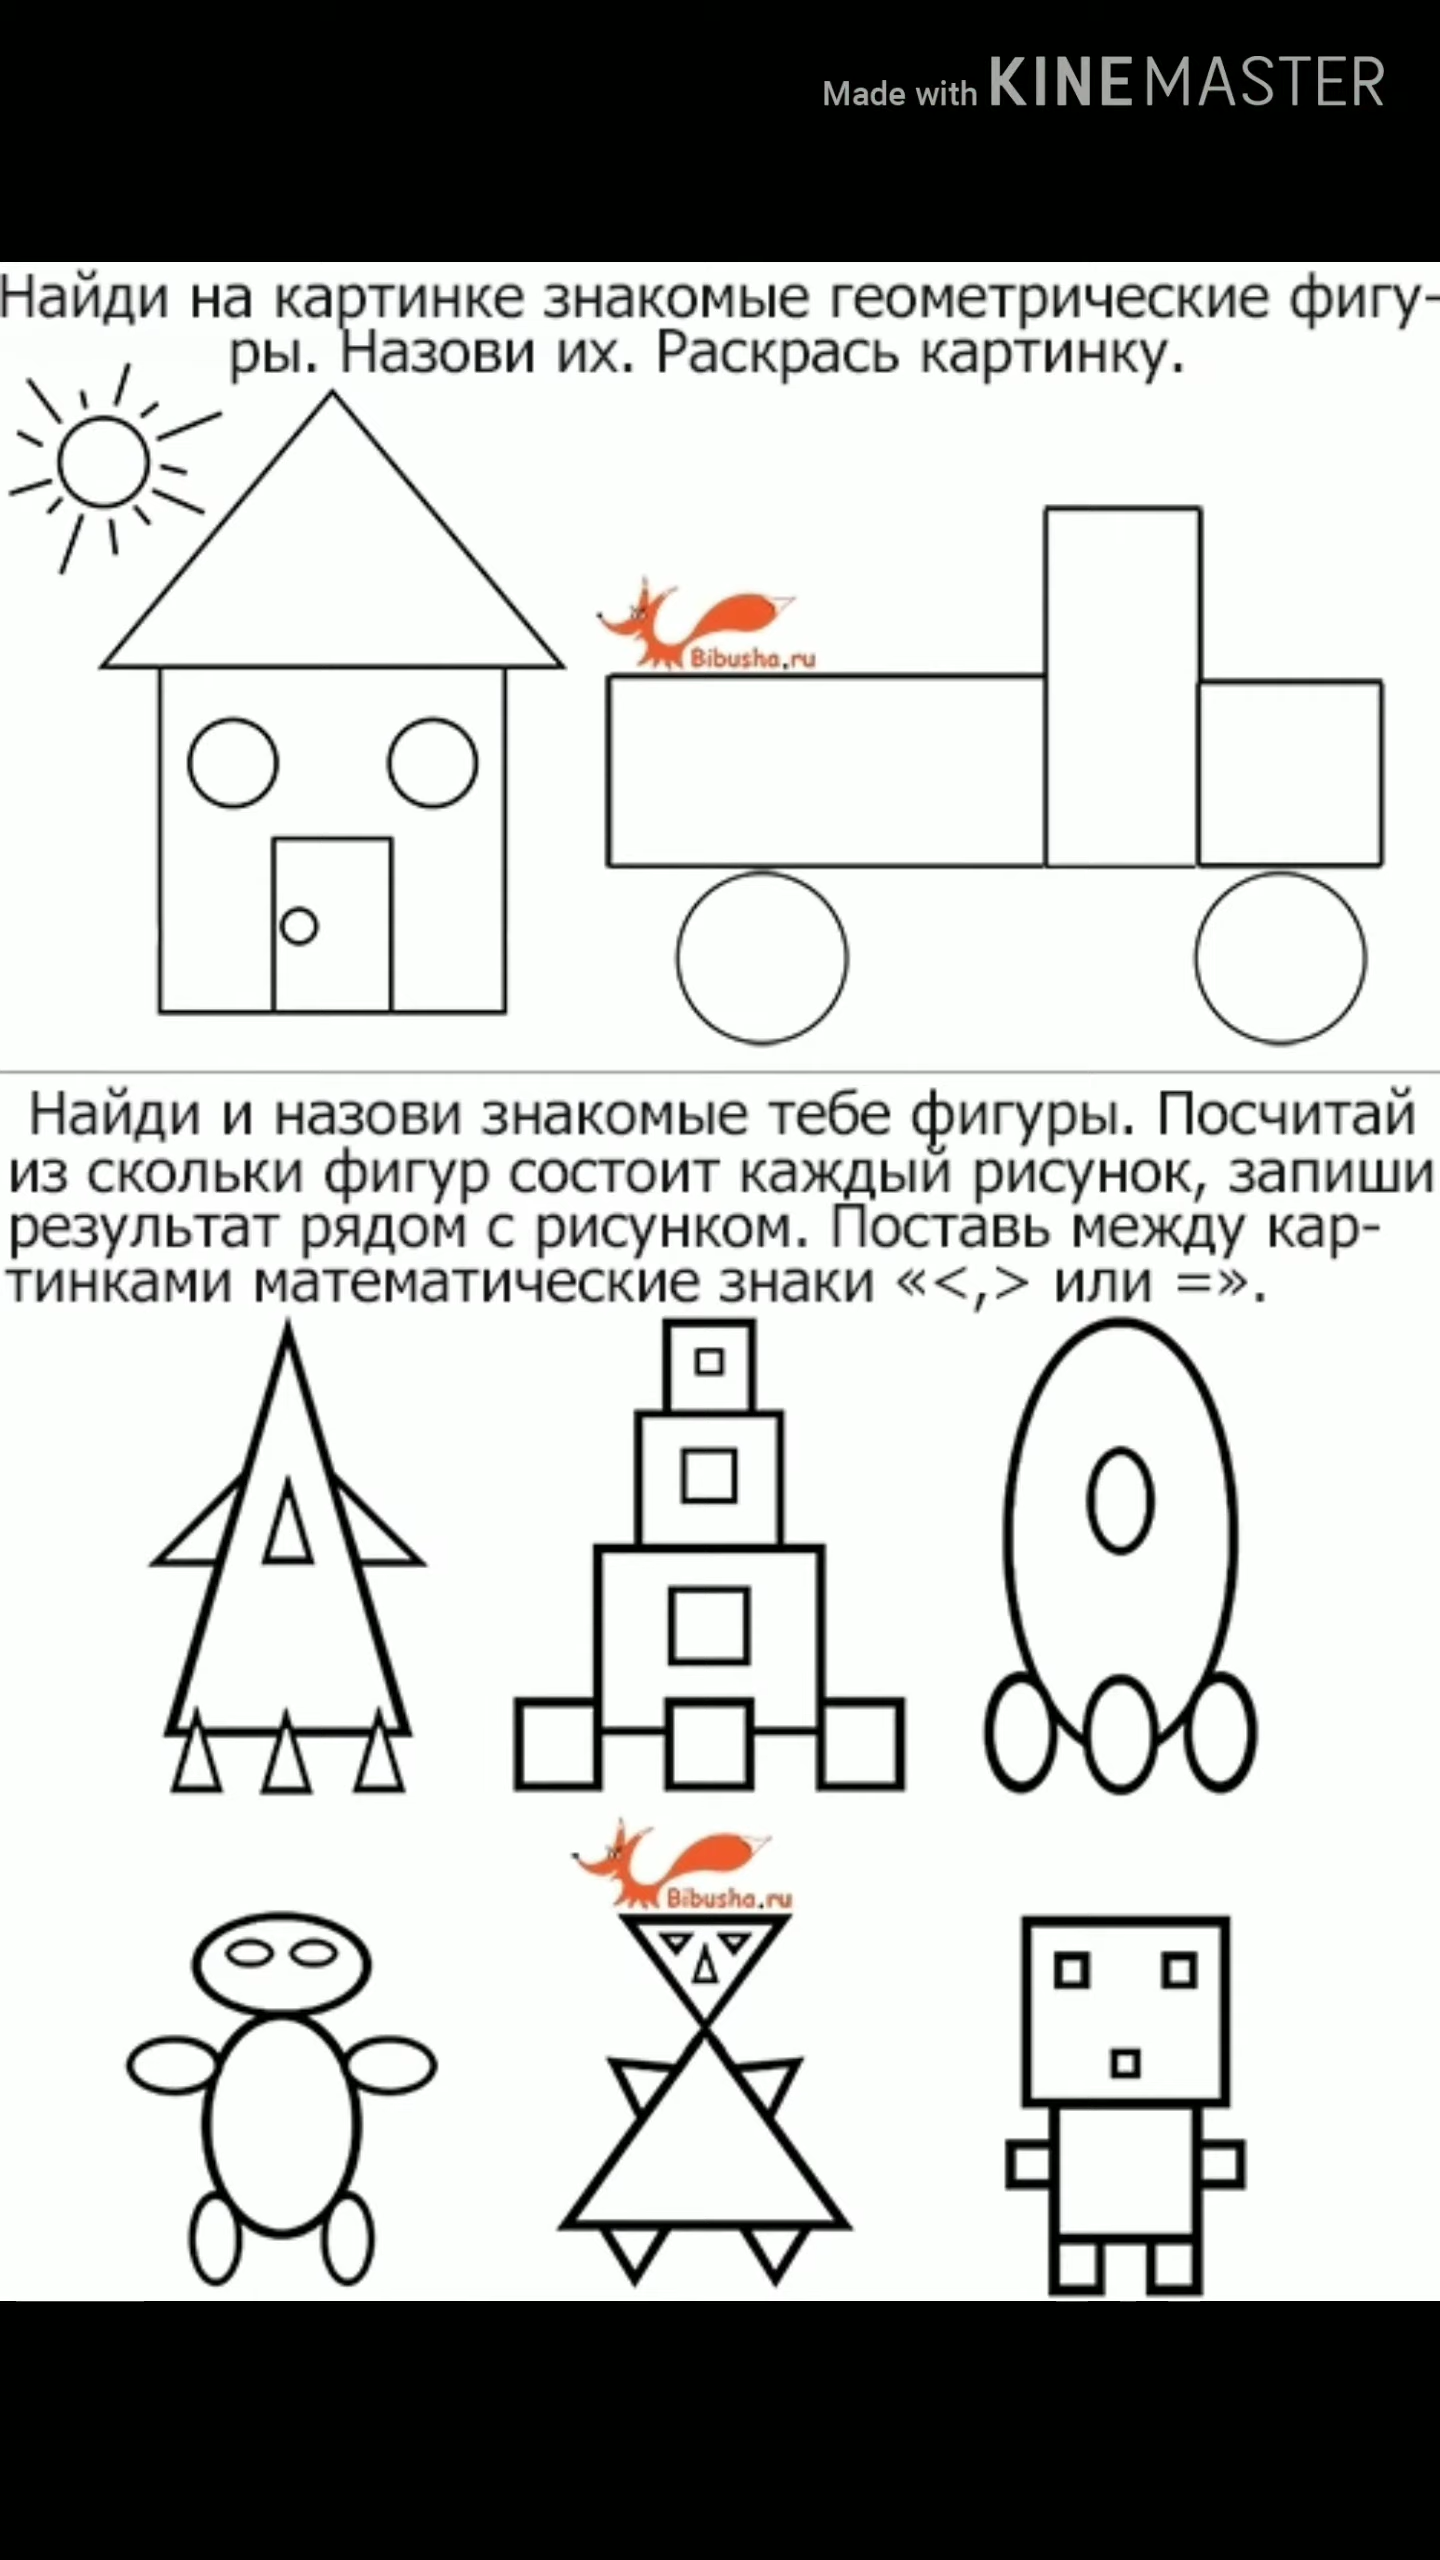 Made with KINEMASTER
Найди на картинке знакомые геометрические фигу-
ры. Назови их. Раскрась картинку.
Bibusha.ru
Найди и назови знакомые тебе фигуры. Посчитай
из скольки фигур состоит каждый рисунок, запиши
результат рядом с рисунком. Поставь между кар-
тинками математические знаки «<,> или =».
Bibusha.ru